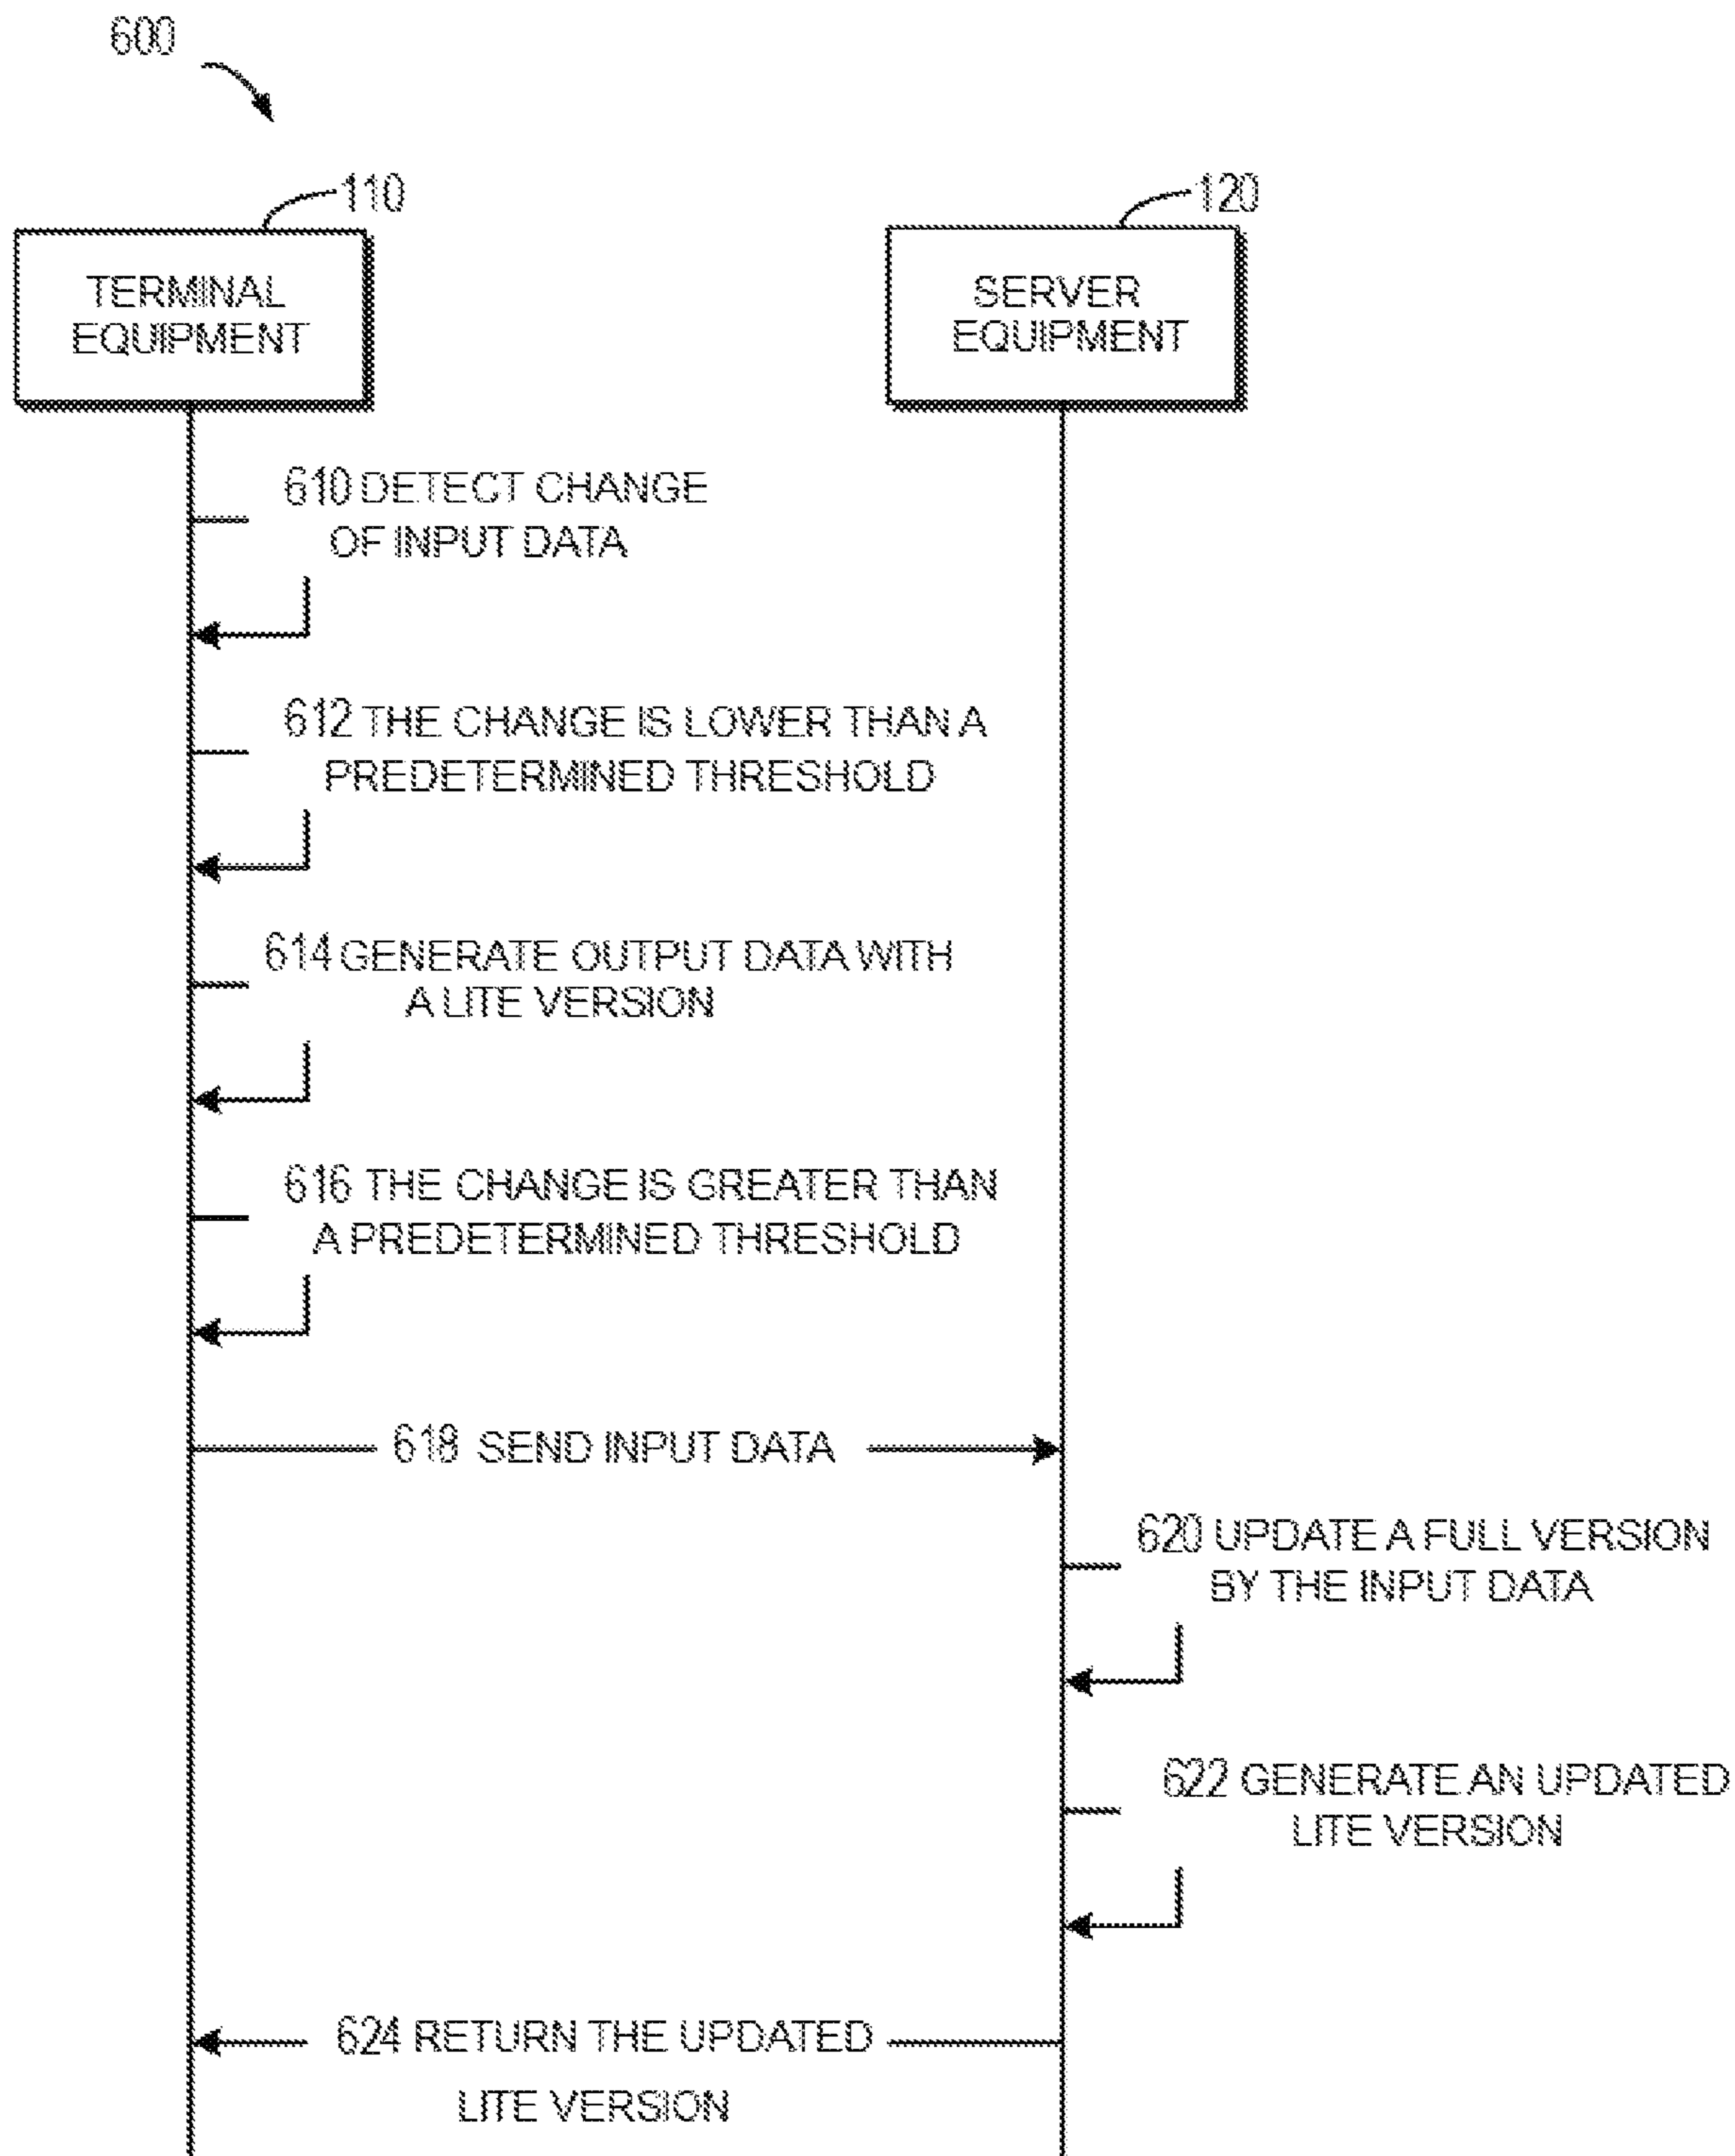 600
110
120
TERMINAL
EQUIPMENT
SERVER
EQUIPMENT
610 DETECT CHANGE
OF INPUT DATA
612 THE CHANGE IS LOWER THAN A
PREDETERMINED THRESHOLD
614 GENERATE OUTPUT DATA WITH
A LITE VERSION
616 THE CHANGE IS GREATER THAN
A PREDETERMINED THRESHOLD
618 SEND INPUT DATA
620 UPDATE A FULL VERSION
BY THE INPUT DATA
622 GENERATE AN UPDATED
LITE VERSION
624 RETURN THE UPDATED
LITE VERSION